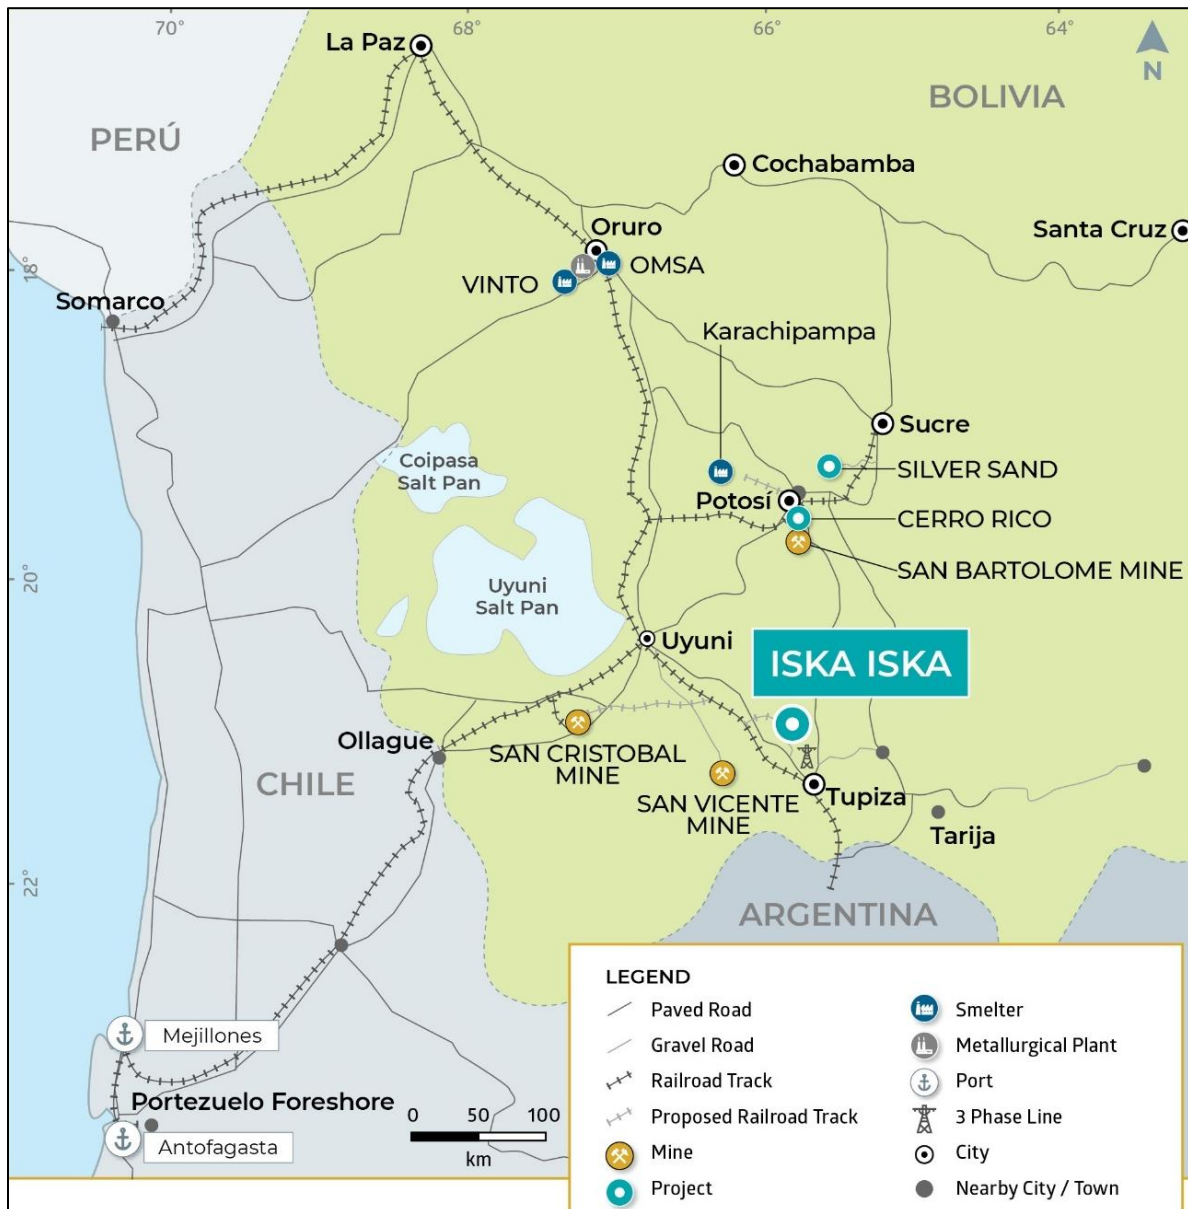 70°
68°
66°
64°
La Paz
N
BOLIVIA
PERÚ
Cochabamba
Santa Cruz
Oruro
OMSA
VINTO
18°
Somarco
Karachipampa
Sucre
Coipasa
Salt Pan
SILVER SAND
Potosí
CERRO RICO
SAN BARTOLOME MINE
20°
Uyuni
Salt Pan
Uyuni
ISKA ISKA
Ollague
SAN CRISTOBAL
MINE
CHILE
SAN VICENTE
MINE
Tupiza
Tarija
22°
ARGENTINA
Mejillones
Portezuelo Foreshore
Antofagasta
0 50 100
km
LEGEND
Paved Road
Gravel Road
Railroad Track
Proposed Railroad Track
Mine
Project
Smelter
Metallurgical Plant
Port
3 Phase Line
City
Nearby City / Town